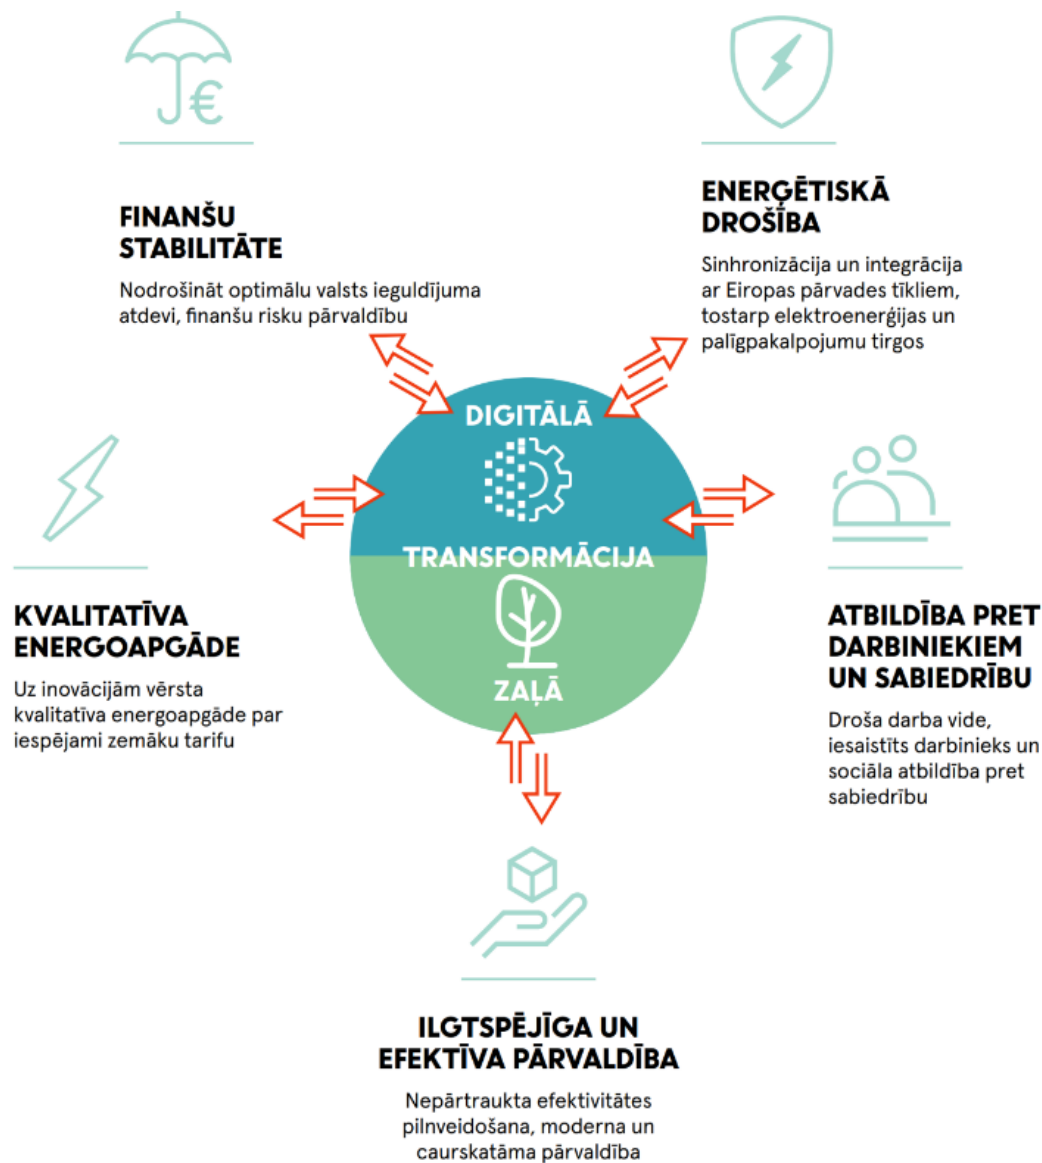 €
FINANŠU
STABILITĀTE
Nodrošināt optimālu valsts ieguldījuma
atdevi, finanšu risku pārvaldību
ENERĢĒTISKĀ
DROŠĪBA
Sinhronizācija un integrācija
ar Eiropas pārvades tīkliem,
tostarp elektroenerģijas un
palīgpakalpojumu tirgos
DIGITĀLĀ
TRANSFORMĀCIJA
ZAĻĀ
KVALITATĪVA
ENERGOAPGĀDE
Uz inovācijām vērsta
kvalitatīva energoapgāde par
iespējami zemāku tarifu
ATBILDĪBA PRET
DARBINIEKIEM
UN SABIEDRĪBU
Droša darba vide,
iesaistīts darbinieks un
sociāla atbildība pret
sabiedrību
ILGTSPĒJĪGA UN
EFEKTĪVA PĀRVALDĪBA
Nepārtraukta efektivitātes
pilnveidošana, moderna un
caurskatāma pārvaldība